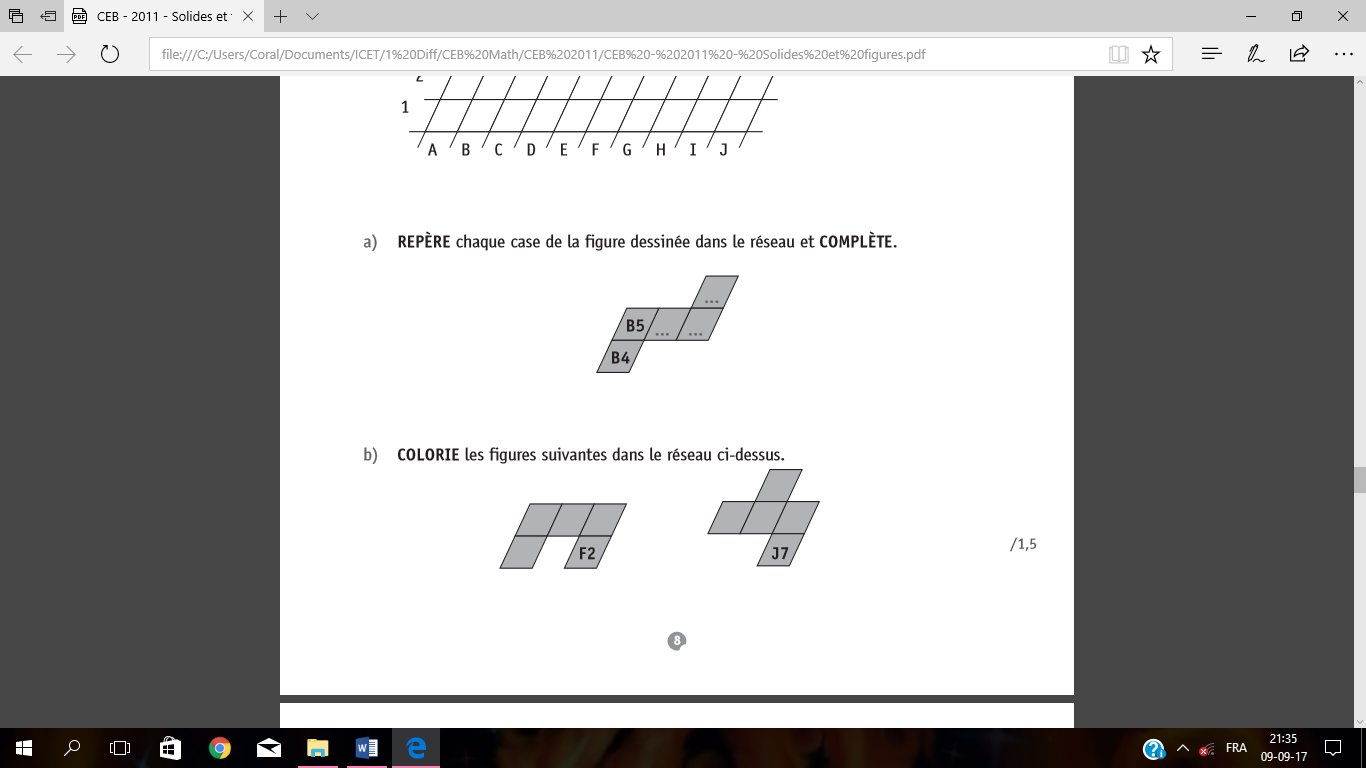 CEB - 2011 - Solides et
file:///C:/Users/Coral/Documents/ICET/1%20Diff/CEB%20Math/CEB%202011/CEB%20-%202011%20-%20Solides%20et%20figures.pdf
2
1
A B C D E F G H I J
a) REPÈRE chaque case de la figure dessinée dans le réseau et COMPLÈTE.
...
B5 ... ...
B4
b) COLORIE les figures suivantes dans le réseau ci-dessus.
F2
J7
/1,5
8
FRA
21:35
09-09-17